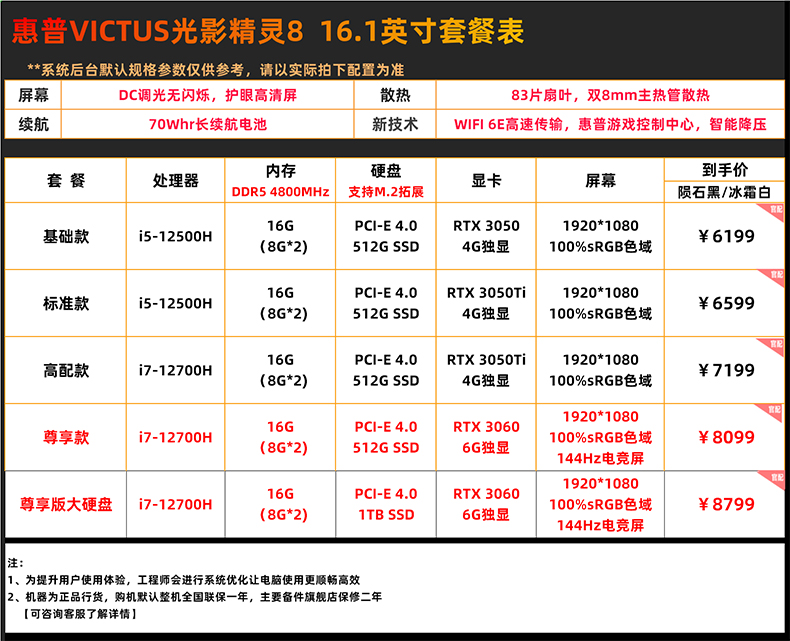 惠普VICTUS光影精灵8 16.1英寸套餐表
**系统后台默认规格参数仅供参考，请以实际拍下配置为准
屏幕 DC调光无闪烁，护眼高清屏 散热 83片扇叶，双8mm主热管散热
续航 70Whr长续航电池 新技术 WIFI 6E高速传输，惠普游戏控制中心，智能降压
套 餐 处理器 内存 硬盘 显卡 屏幕 到手价
DDR5 4800MHz 支持M.2拓展 陨石黑/冰霜白
官配
基础款 i5-12500H 16G PCI-E 4.0 RTX 3050 1920*1080 ￥6199
(8G*2) 512G SSD 4G独显 100%sRGB色域
官配
标准款 i5-12500H 16G PCI-E 4.0 RTX 3050Ti 1920*1080 ￥6599
(8G*2) 512G SSD 4G独显 100%sRGB色域
官配
高配款 i7-12700H 16G PCI-E 4.0 RTX 3050Ti 1920*1080 ￥7199
(8G*2) 512G SSD 4G独显 100%sRGB色域
官配
尊享款 i7-12700H 16G PCI-E 4.0 RTX 3060 1920*1080 ￥8099
(8G*2) 512G SSD 6G独显 100%sRGB色域
144Hz电竞屏
官配
尊享版大硬盘 i7-12700H 16G PCI-E 4.0 RTX 3060 1920*1080 ￥8799
(8G*2) 1TB SSD 6G独显 100%sRGB色域
144Hz电竞屏
注：
1、为提升用户使用体验，工程师会进行系统优化让电脑使用更顺畅高效
2、机器为正品行货，购机默认整机全国联保一年，主要备件旗舰店保修二年
【可咨询客服了解详情】